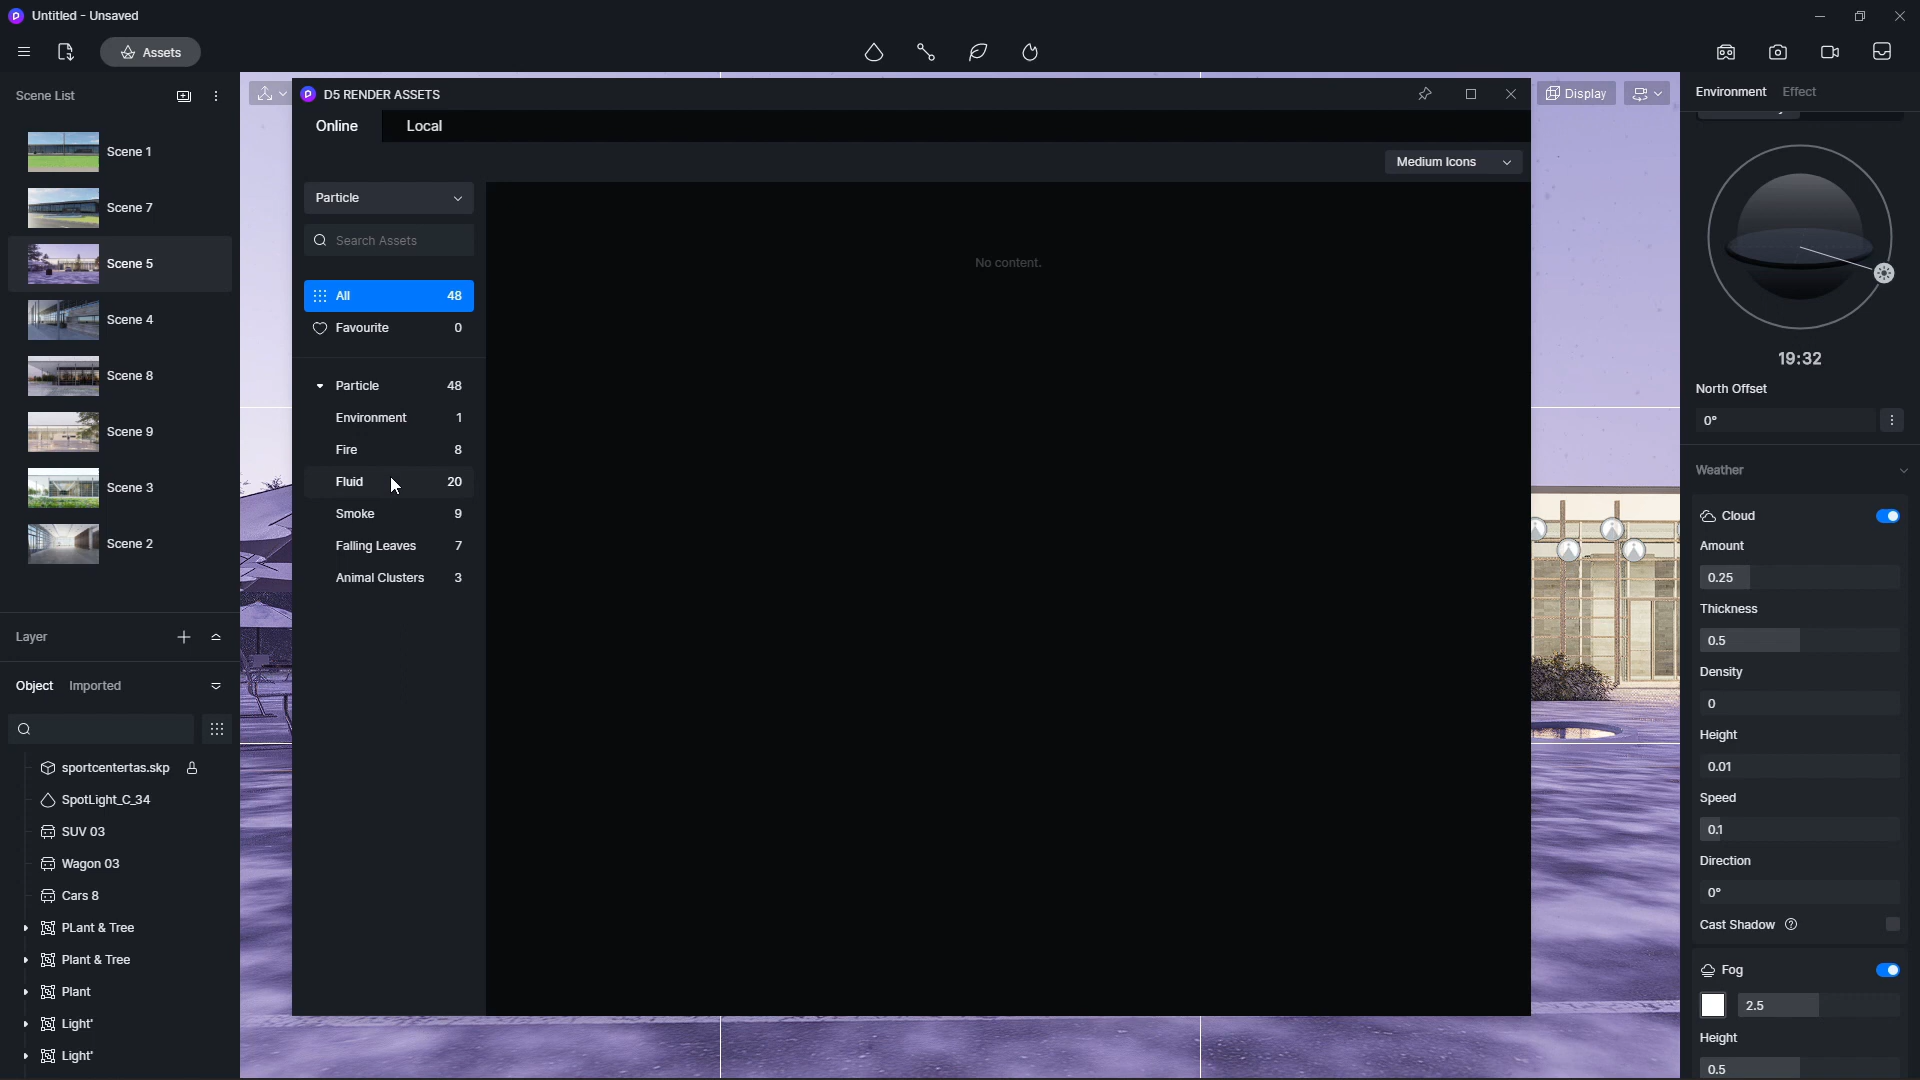 Untitled - Unsaved
Assets
Scene List
Scene 1
Scene 7
Scene 5
Scene 4
Scene 8
Scene 9
Scene 3
Scene 2
Layer
Object Imported
sportcentertas.skp
SpotLight_C_34
SUV 03
Wagon 03
Cars 8
PLant & Tree
Plant & Tree
Plant
Light'
Light'
D5 RENDER ASSETS
Online Local
Medium Icons
Particle
Search Assets
All 48
Favourite 0
Particle 48
Environment 1
Fire 8
Fluid 20
Smoke 9
Falling Leaves 7
Animal Clusters 3
No content.
Display
Environment Effect
19:32
North Offset
0°
Weather
Cloud
Amount
0.25
Thickness
0.5
Density
0
Height
0.01
Speed
0.1
Direction
0°
Cast Shadow
Fog
2.5
Height
0.5